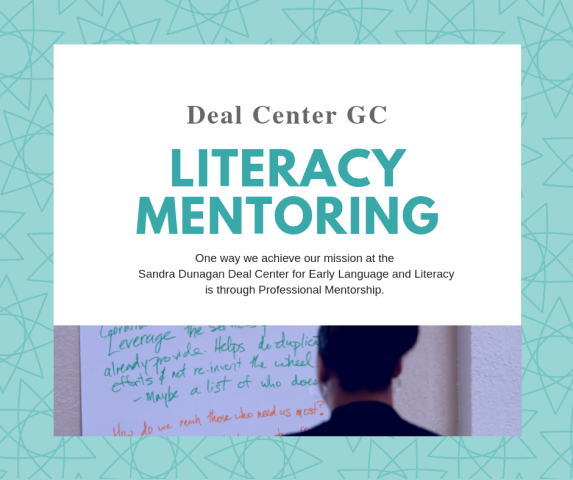 Deal Center GC
LITERACY
MENTORING
One way we achieve our mission at the
Sandra Dunagan Deal Center for Early Language and Literacy
is through Professional Mentorship.
Leverage the
already provide. Helps de-duplicate
efforts & not re-invent the wheel
- Maybe a list of who does
How do we reach those who need us most?